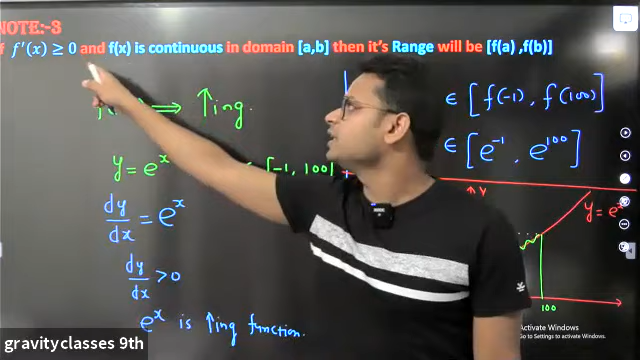 NOTE:-3
f'(x) ≥ 0 and f(x) is continuous in domain [a,b] then it's Range will be [f(a) ,f(b)]
⟹ ↑ing.
∈ [f(-1), f(100)]
y = e^x [-1, 100]
∈ [e^-1, e^100]
dy/dx = e^x
y
y = e^x
dy/dx > 0
100
e^x is ↑ing function.
Activate Windows
Go to Settings to activate Windows.
gravityclasses 9th